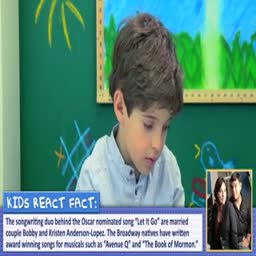 KIDS REACT FACT:
The songwriting duo behind the Oscar nominated song "Let It Go" are married
couple Bobby and Kristen Anderson-Lopez. The Broadway natives have written
award winning songs for musicals such as "Avenue Q" and "The Book of Mormon."